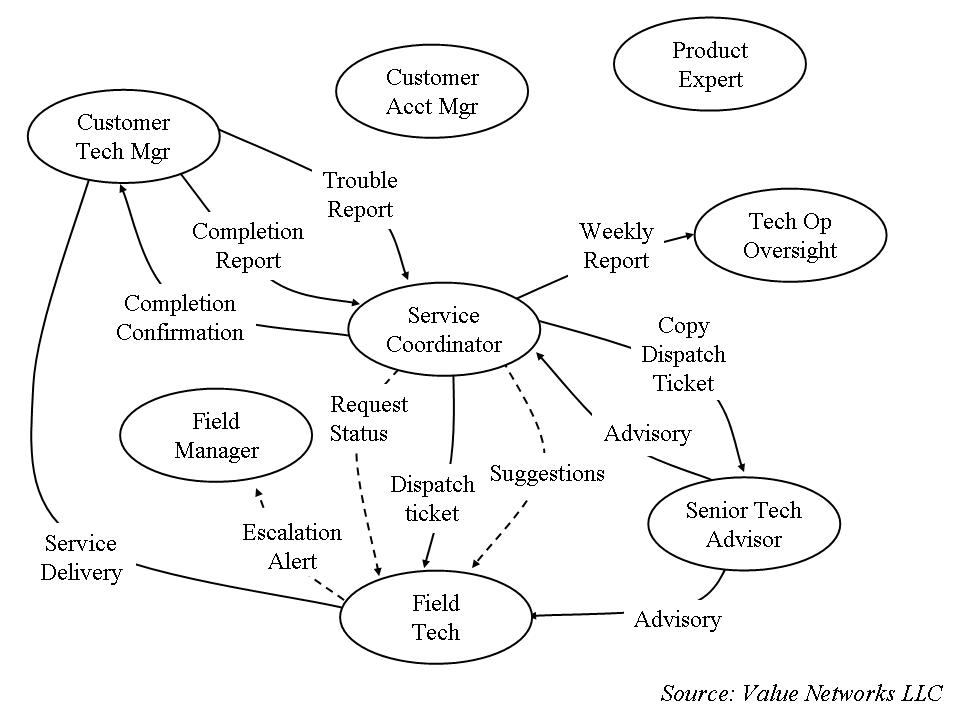 Product
Expert
Customer
Acct Mgr
Customer
Tech Mgr
Trouble
Report
Completion
Report
Weekly
Report
Tech Op
Oversight
Completion
Confirmation
Service
Coordinator
Copy
Dispatch
Ticket
Field
Manager
Request
Status
Advisory
Suggestions
Dispatch
ticket
Senior Tech
Advisor
Escalation
Alert
Service
Delivery
Field
Tech
Advisory
Source: Value Networks LLC